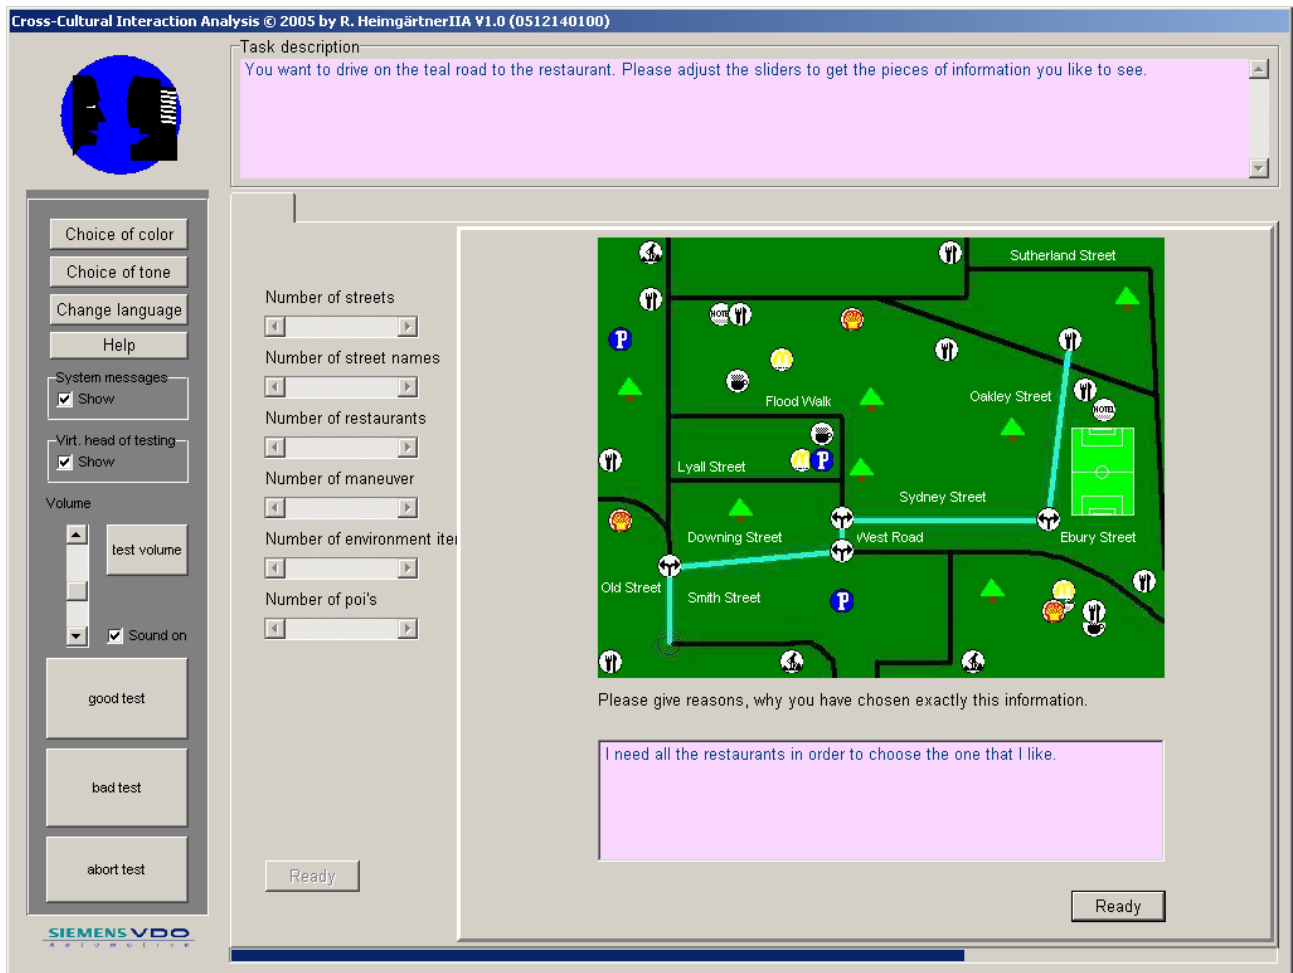 Cross-Cultural Interaction Analysis © 2005 by R. HeimgärtnerIIA V1.0 (0512140100)
Task description
You want to drive on the teal road to the restaurant. Please adjust the sliders to get the pieces of information you like to see.
Choice of color
Choice of tone
Change language
Help
System messages
Show
Virt. head of testing
Show
Volume
test volume
Sound on
good test
bad test
abort test
SIEMENS VDO
Automotive
Number of streets
Number of street names
Number of restaurants
Number of maneuver
Number of environment iter
Number of poi's
Ready
Sutherland Street
HOTEL
P
Flood Walk
Oakley Street
HOTEL
Lyall Street
P
Sydney Street
Downing Street
West Road
Ebury Street
Old Street
Smith Street
P
Please give reasons, why you have chosen exactly this information.
I need all the restaurants in order to choose the one that I like.
Ready